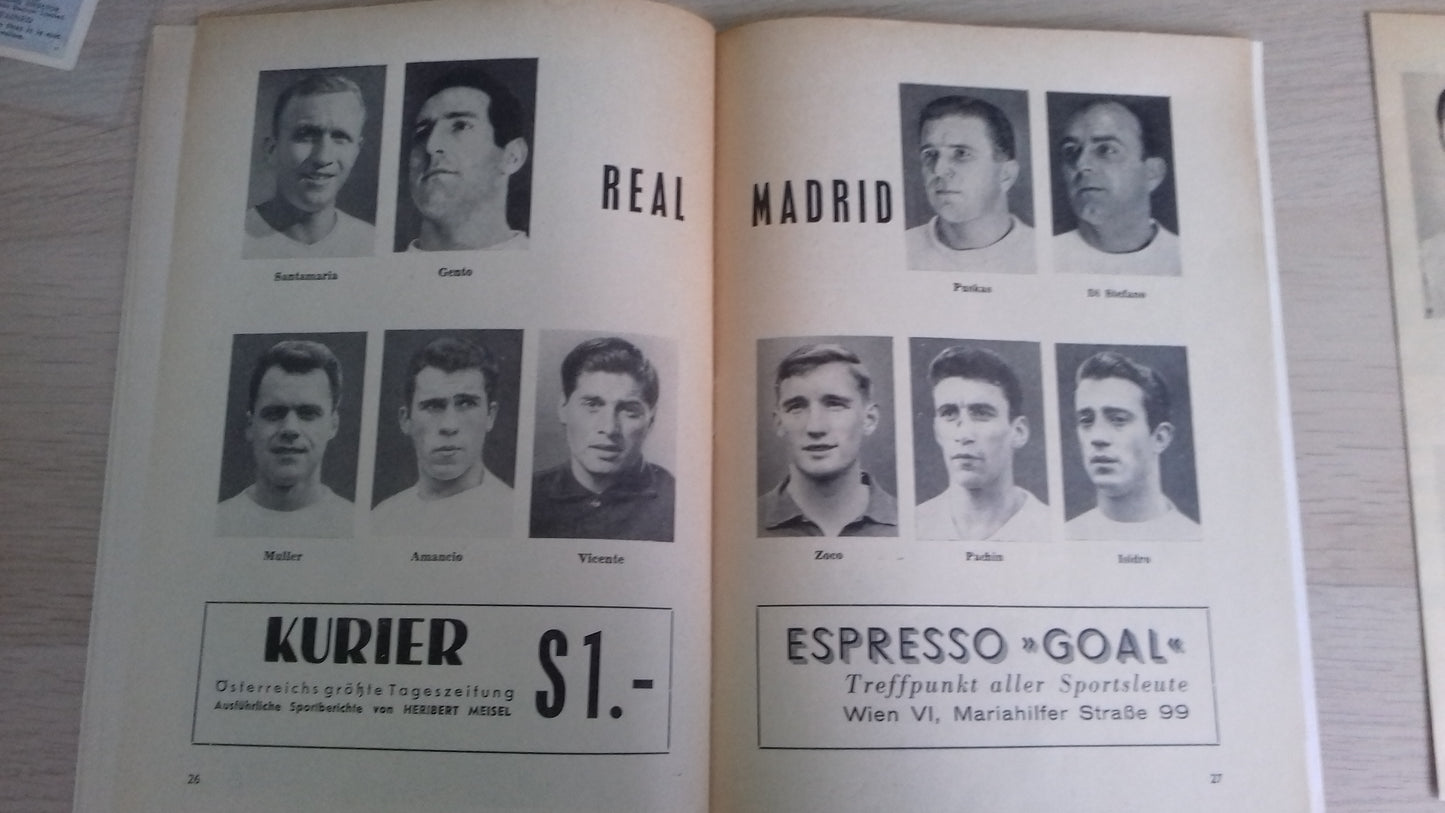 Santamaria
Gento
REAL
Muller
Amancio
Vicente
KURIER
Österreichs größte Tageszeitung
Ausführliche Sportberichte von HERIBERT MEISEL
S 1.-
26
MADRID
Puskas
Di Stefano
Zoco
Pachin
Isidro
ESPRESSO »GOAL«
Treffpunkt aller Sportsleute
Wien VI, Mariahilfer Straße 99
27